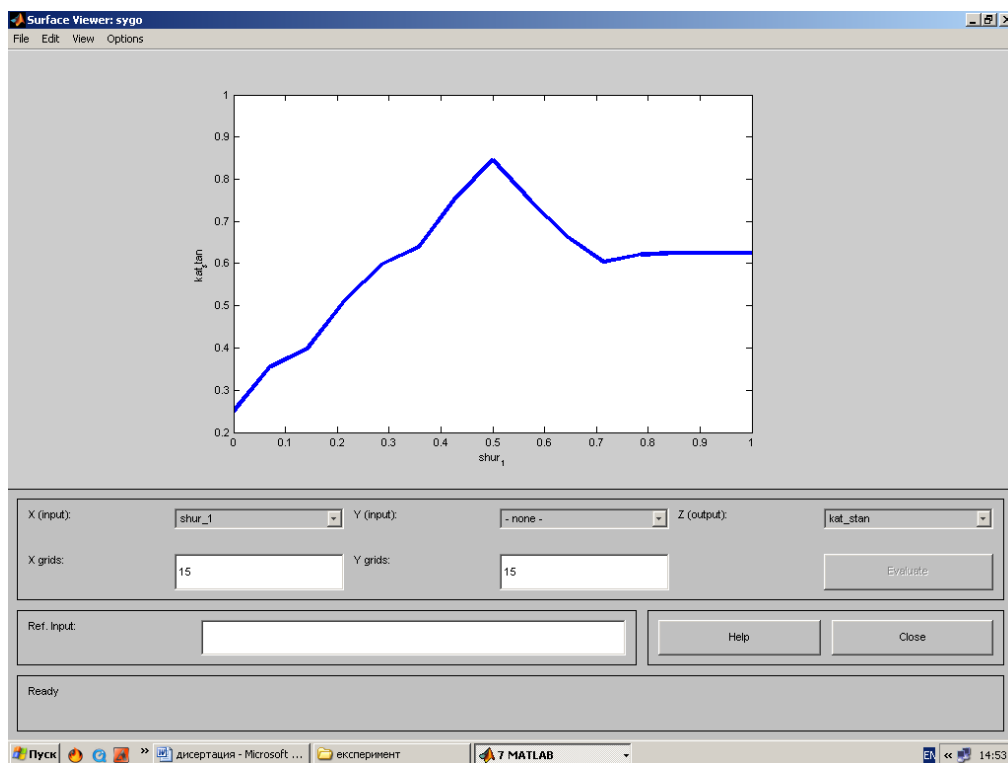 Surface Viewer: sygo
File Edit View Options
1
0.9
0.8
0.7
0.6
0.5
0.4
0.3
0.2
kat_stan
0 0.1 0.2 0.3 0.4 0.5 0.6 0.7 0.8 0.9 1
shur_1
X (input): shur_1 Y (input): - none - Z (output): kat_stan
X grids: 15 Y grids: 15 Evaluate
Ref. Input: Help Close
Ready
Пуск » дисертация - Microsoft ... експеримент 7 MATLAB EN « 14:53